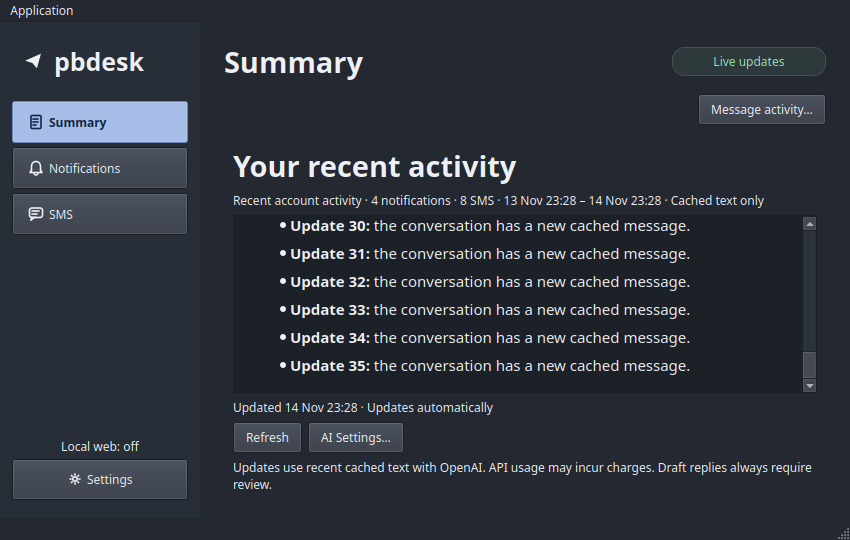 Application
pbdesk
Summary
Notifications
SMS
Local web: off
Settings
Summary
Live updates
Message activity...
Your recent activity
Recent account activity · 4 notifications · 8 SMS · 13 Nov 23:28 – 14 Nov 23:28 · Cached text only
• Update 30: the conversation has a new cached message.
• Update 31: the conversation has a new cached message.
• Update 32: the conversation has a new cached message.
• Update 33: the conversation has a new cached message.
• Update 34: the conversation has a new cached message.
• Update 35: the conversation has a new cached message.
Updated 14 Nov 23:28 · Updates automatically
Refresh
AI Settings...
Updates use recent cached text with OpenAI. API usage may incur charges. Draft replies always require
review.